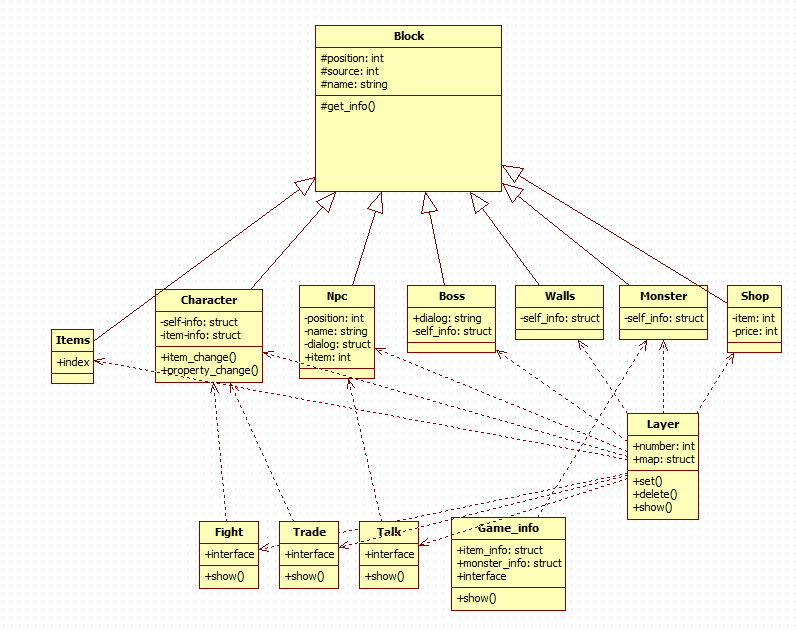 Block
#position: int
#source: int
#name: string
#get_info()
Items
+index
Character
-self-info: struct
-item-info: struct
+item_change()
+property_change()
Npc
-position: int
-name: string
-dialog: struct
+item: int
Boss
+dialog: string
-self_info: struct
Walls
-self_info: struct
Monster
-self_info: struct
Shop
-item: int
-price: int
Layer
+number: int
+map: struct
+set()
+delete()
+show()
Fight
+interface
+show()
Trade
+interface
+show()
Talk
+interface
+show()
Game_info
+item_info: struct
+monster_info: struct
+interface
+show()